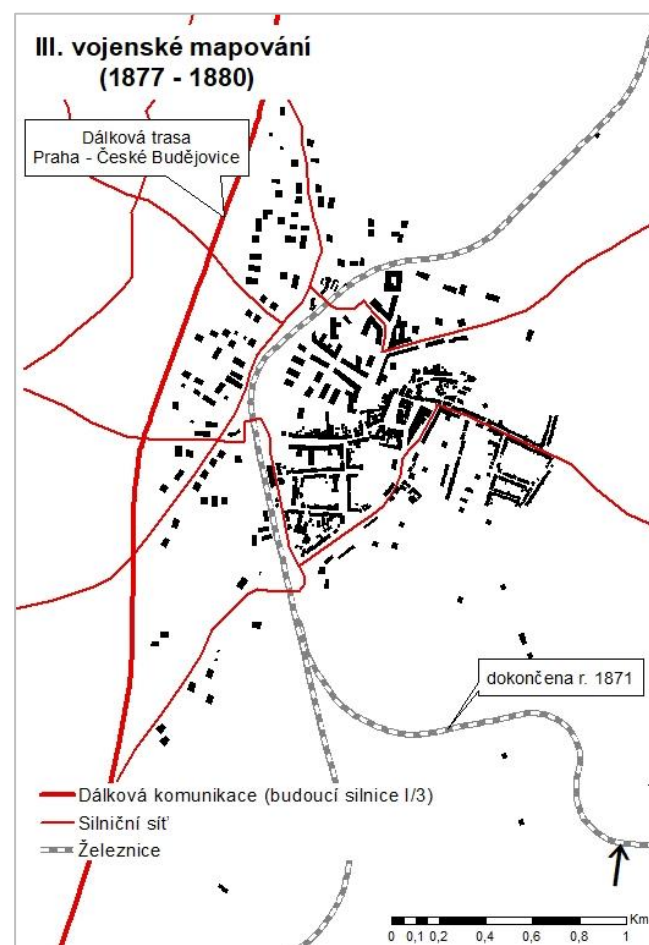 III. vojenské mapování
(1877 - 1880)
Dálková trasa
Praha - České Budějovice
dokončena r. 1871
Dálková komunikace (budoucí silnice I/3)
Silniční síť
Železnice
Km
0 0,1 0,2 0,4 0,6 0,8 1